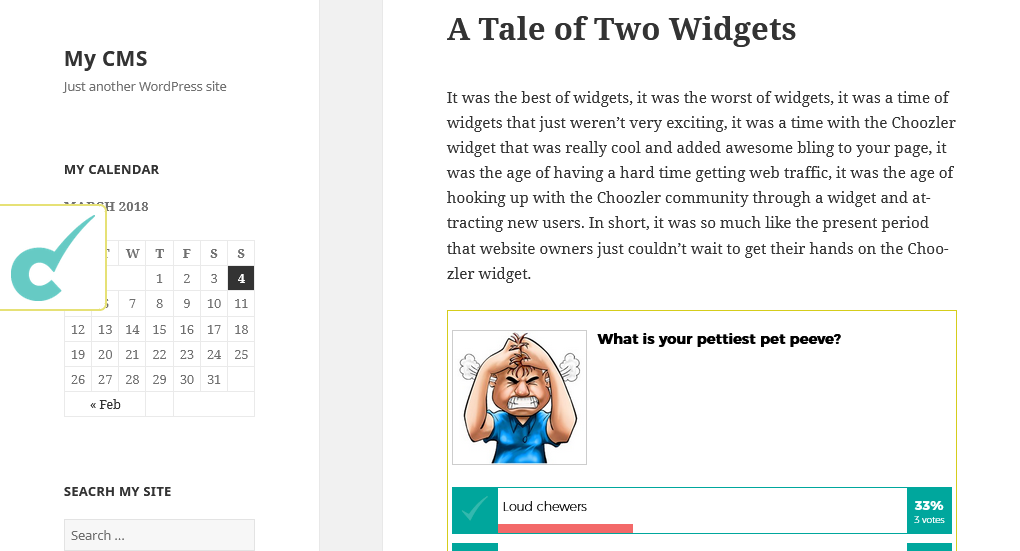 My CMS
Just another WordPress site
MY CALENDAR
MARCH 2018
T W T F S S
1 2 3 4
7 8 9 10 11
12 13 14 15 16 17 18
19 20 21 22 23 24 25
26 27 28 29 30 31
« Feb
SEACRH MY SITE
Search ...
A Tale of Two Widgets
It was the best of widgets, it was the worst of widgets, it was a time of
widgets that just weren’t very exciting, it was a time with the Choozler
widget that was really cool and added awesome bling to your page, it
was the age of having a hard time getting web traffic, it was the age of
hooking up with the Choozler community through a widget and at-
tracting new users. In short, it was so much like the present period
that website owners just couldn’t wait to get their hands on the Choo-
zler widget.
What is your pettiest pet peeve?
Loud chewers
33%
3 votes